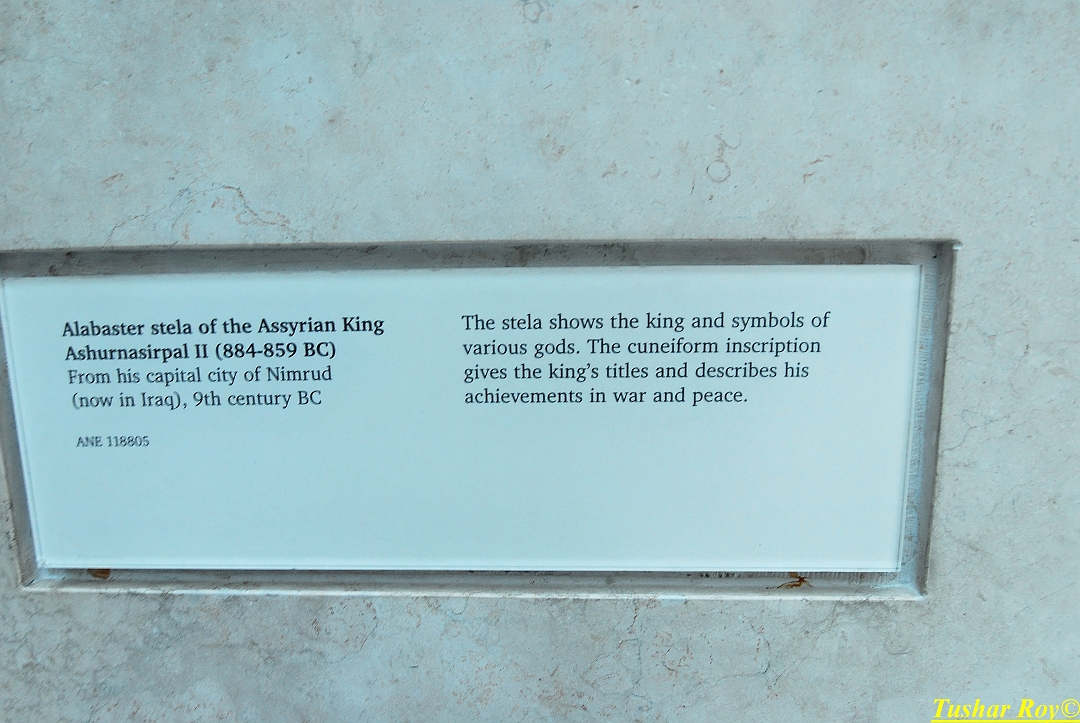 Alabaster stela of the Assyrian King
Ashurnasirpal II (884-859 BC)
From his capital city of Nimrud
(now in Iraq), 9th century BC
ANE 118805
The stela shows the king and symbols of
various gods. The cuneiform inscription
gives the king's titles and describes his
achievements in war and peace.
Tushar Roy©